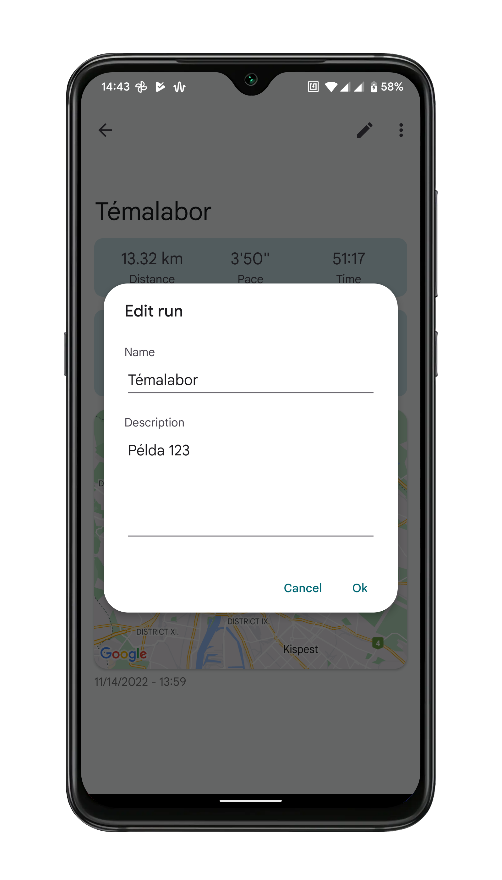 14:43 58%
Témalabor
13.32 km 3'50" 51:17
Distance Pace Time
Edit run
Name
Témalabor
Description
Példa 123
Cancel Ok
DISTRICT IX.
DISTRICT X...
Kispest
4
Google
11/14/2022 - 13:59